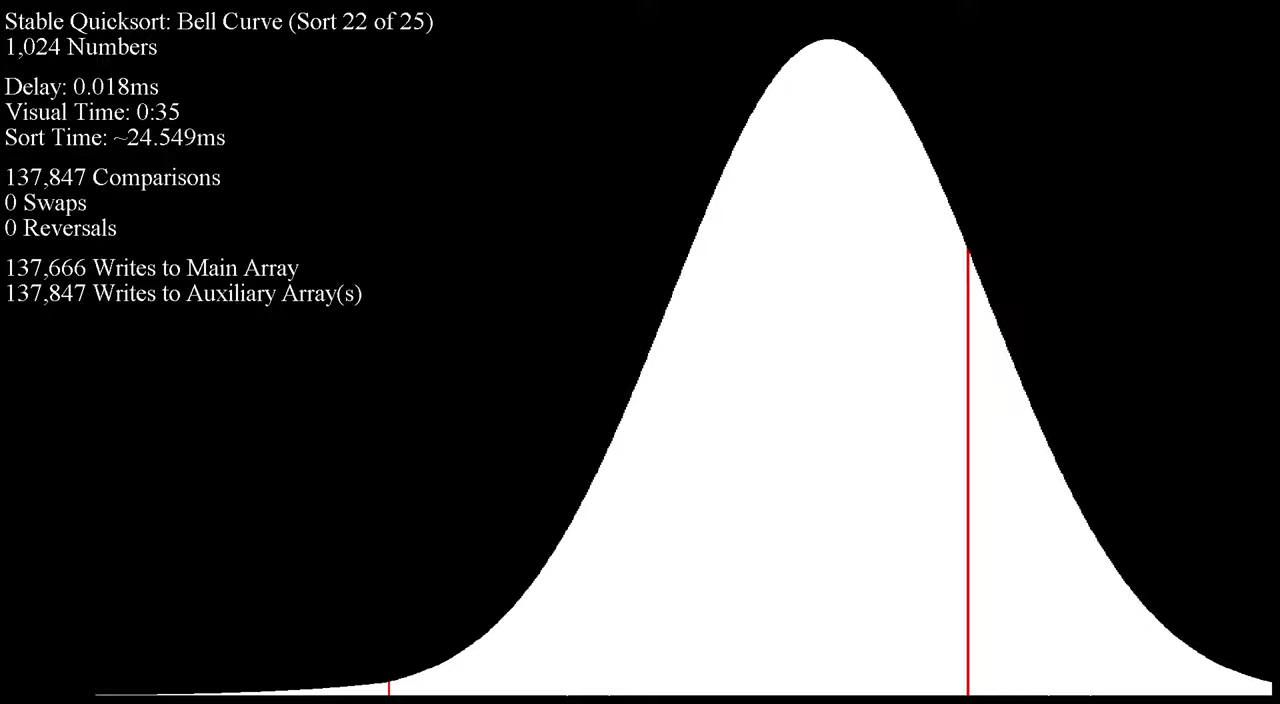 Stable Quicksort: Bell Curve (Sort 22 of 25)
1,024 Numbers
Delay: 0.018ms
Visual Time: 0:35
Sort Time: ~24.549ms
137,847 Comparisons
0 Swaps
0 Reversals
137,666 Writes to Main Array
137,847 Writes to Auxiliary Array(s)